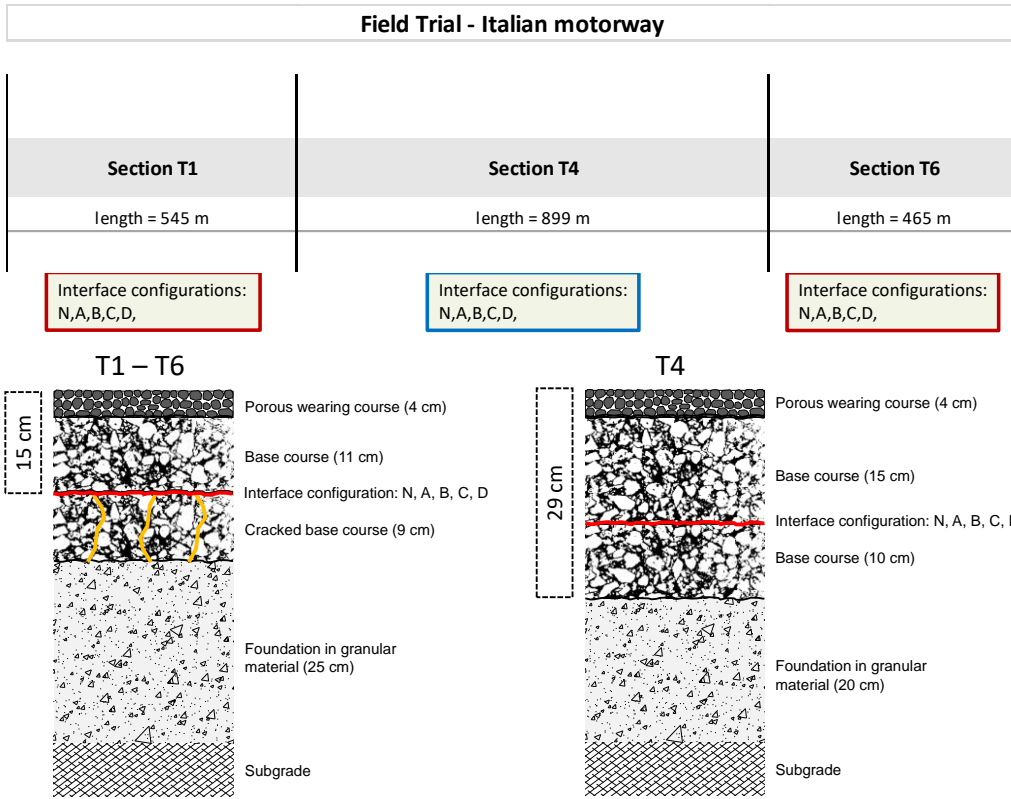 Field Trial - Italian motorway
Section T1
Section T4
Section T6
length = 545 m
length = 899 m
length = 465 m
Interface configurations:
N,A,B,C,D,
Interface configurations:
N,A,B,C,D,
Interface configurations:
N,A,B,C,D,
T1 – T6
15 cm
Porous wearing course (4 cm)
Base course (11 cm)
Interface configuration: N, A, B, C, D
Cracked base course (9 cm)
Foundation in granular
material (25 cm)
Subgrade
T4
29 cm
Porous wearing course (4 cm)
Base course (15 cm)
Interface configuration: N, A, B, C,
Base course (10 cm)
Foundation in granular
material (20 cm)
Subgrade